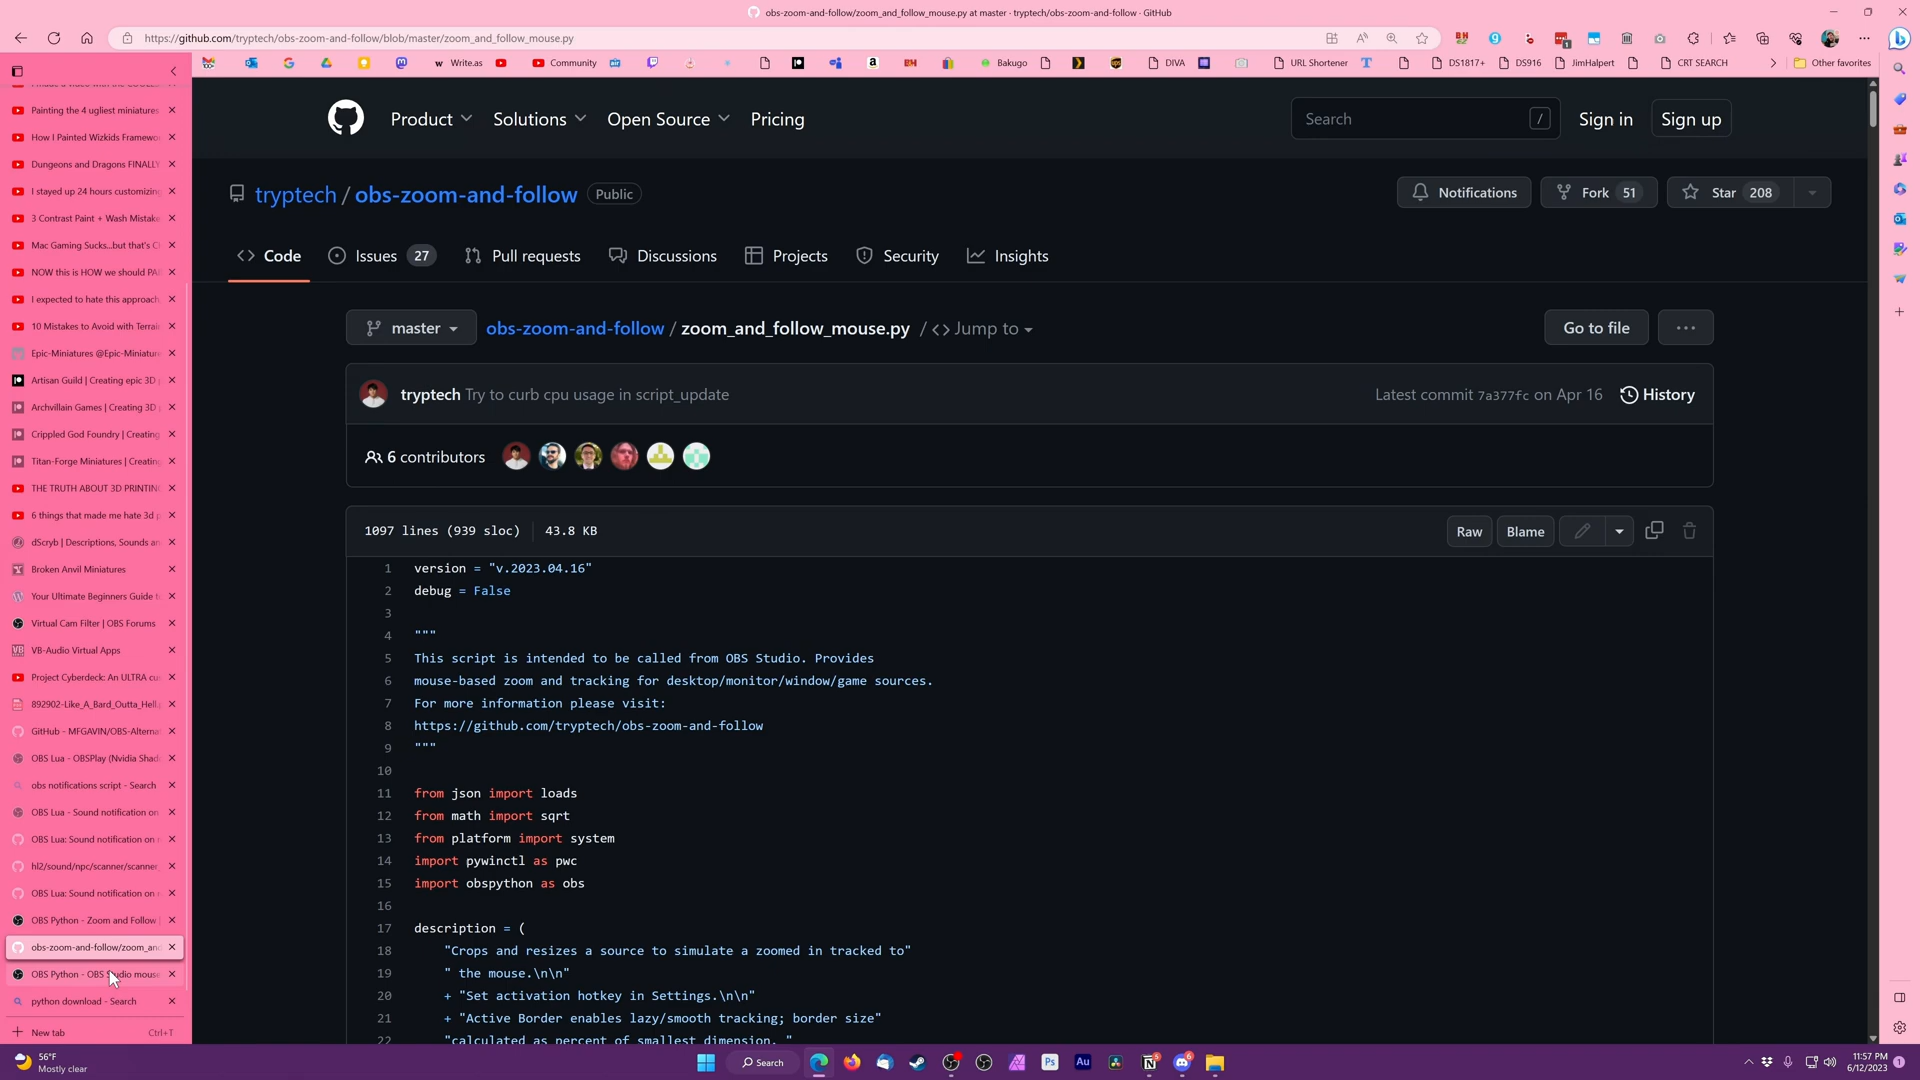 obs-zoom-and-follow/zoom_and_follow_mouse.py at master · tryptech/obs-zoom-and-follow · GitHub
https://github.com/tryptech/obs-zoom-and-follow/blob/master/zoom_and_follow_mouse.py
Write.as
Community
Bakugo
DIVA
URL Shortener
DS1817+
DS916
JimHalpert
CRT SEARCH
Other favorites
Painting the 4 ugliest miniatures
How I Painted Wizkids Framewo
Dungeons and Dragons FINALLY
I stayed up 24 hours customizing
3 Contrast Paint + Wash Mistake
Mac Gaming Sucks...but that's C
NOW this is HOW we should PA
I expected to hate this approach
10 Mistakes to Avoid with Terrai
Epic-Miniatures @Epic-Miniature
Artisan Guild | Creating epic 3D
Archvillain Games | Creating 3D
Crippled God Foundry | Creating
Titan-Forge Miniatures | Creating
THE TRUTH ABOUT 3D PRINTIN
6 things that made me hate 3d p
dScryb | Descriptions, Sounds an
Broken Anvil Miniatures
Your Ultimate Beginners Guide to
Virtual Cam Filter | OBS Forums
VB-Audio Virtual Apps
Project Cyberdeck: An ULTRA cu
892902-Like_A_Bard_Outta_Hell.p
GitHub - MFGAVIN/OBS-Alterna
OBS Lua - OBSPlay (Nvidia Shad
obs notifications script - Search
OBS Lua - Sound notification on
OBS Lua: Sound notification on r
hl2/sound/npc/scanner/scanner_
OBS Lua: Sound notification on r
OBS Python - Zoom and Follow |
obs-zoom-and-follow/zoom_and
OBS Python - OBS Studio mouse
python download - Search
New tab Ctrl+T
Product Solutions Open Source Pricing
Search /
Sign in Sign up
tryptech / obs-zoom-and-follow Public
Notifications Fork 51 Star 208
Code Issues 27 Pull requests Discussions Projects Security Insights
master obs-zoom-and-follow / zoom_and_follow_mouse.py / <> Jump to
Go to file ...
tryptech Try to curb cpu usage in script_update
Latest commit 7a377fc on Apr 16 History
6 contributors
1097 lines (939 sloc) 43.8 KB
Raw Blame
1 version = "v.2023.04.16"
2 debug = False
3
4 """
5 This script is intended to be called from OBS Studio. Provides
6 mouse-based zoom and tracking for desktop/monitor/window/game sources.
7 For more information please visit:
8 https://github.com/tryptech/obs-zoom-and-follow
9 """
10
11 from json import loads
12 from math import sqrt
13 from platform import system
14 import pywinctl as pwc
15 import obspython as obs
16
17 description = (
18 "Crops and resizes a source to simulate a zoomed in tracked to"
19 " the mouse.\n\n"
20 + "Set activation hotkey in Settings.\n\n"
21 + "Active Border enables lazy/smooth tracking; border size"
22 "calculated as percent of smallest dimension. "
56°F
Mostly clear
Search
Ps
Au
11:57 PM
6/12/2023
1